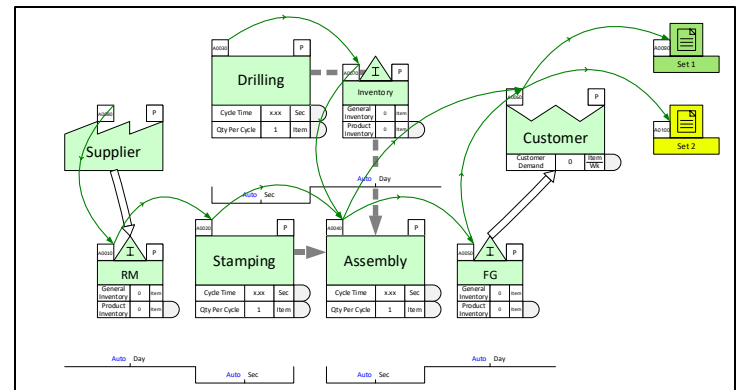 A0030 P
Drilling
Cycle Time x.xx Sec
Qty Per Cycle 1 Item
A0070 I P
Inventory
General Inventory 0 Item
Product Inventory 0 Item
A0090
Set 1
A0100
Set 2
A0060 P
Customer
Customer Demand 0 Item Wk
A0080 P
Supplier
Auto Sec
Auto Day
A0010 I P
RM
General Inventory 0 Item
Product Inventory 0 Item
A0020 P
Stamping
Cycle Time x.xx Sec
Qty Per Cycle 1 Item
A0040 P
Assembly
Cycle Time x.xx Sec
Qty Per Cycle 1 Item
A0050 I P
FG
General Inventory 0 Item
Product Inventory 0 Item
Auto Day
Auto Sec
Auto Sec
Auto Day